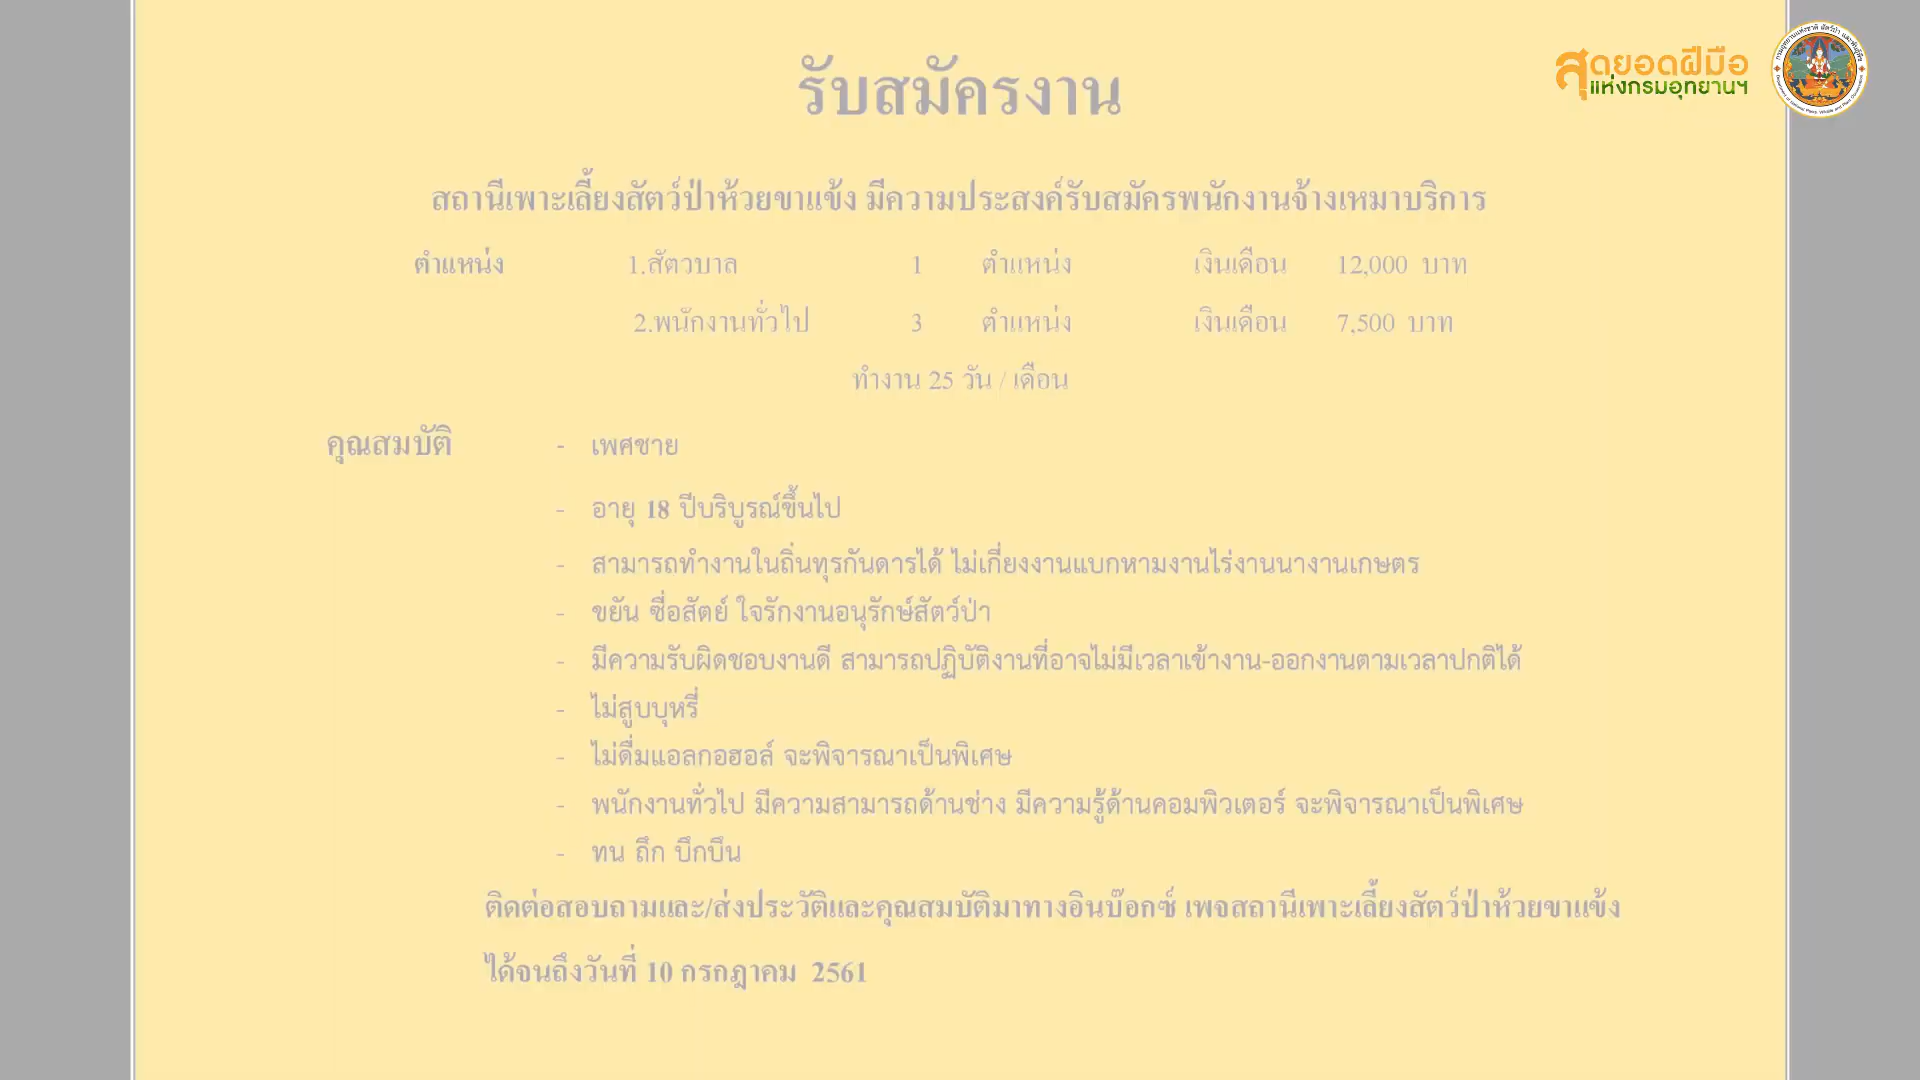 สุดยอดฝีมือ
แห่งกรมอุทยานฯ
รับสมัครงาน
สถานีเพาะเลี้ยงสัตว์ป่าห้วยขาแข้ง มีความประสงค์รับสมัครพนักงานจ้างเหมาบริการ
ตำแหน่ง 1.สัตวบาล 1 ตำแหน่ง เงินเดือน 12,000 บาท
2.พนักงานทั่วไป 3 ตำแหน่ง เงินเดือน 7,500 บาท
ทำงาน 25 วัน / เดือน
คุณสมบัติ - เพศชาย
- อายุ 18 ปีบริบูรณ์ขึ้นไป
- สามารถทำงานในถิ่นทุรกันดารได้ ไม่เกี่ยงงานแบกหามงานไร่งานนางานเกษตร
- ขยัน ซื่อสัตย์ ใจรักงานอนุรักษ์สัตว์ป่า
- มีความรับผิดชอบงานดี สามารถปฏิบัติงานที่อาจไม่มีเวลาเข้างาน-ออกงานตามเวลาปกติได้
- ไม่สูบบุหรี่
- ไม่ดื่มแอลกอฮอล์ จะพิจารณาเป็นพิเศษ
- พนักงานทั่วไป มีความสามารถด้านช่าง มีความรู้ด้านคอมพิวเตอร์ จะพิจารณาเป็นพิเศษ
- ทน ถึก บึกบึน
ติดต่อสอบถามและ/ส่งประวัติและคุณสมบัติมาทางอินบ๊อกซ์ เพจสถานีเพาะเลี้ยงสัตว์ป่าห้วยขาแข้ง
ได้จนถึงวันที่ 10 กรกฎาคม 2561